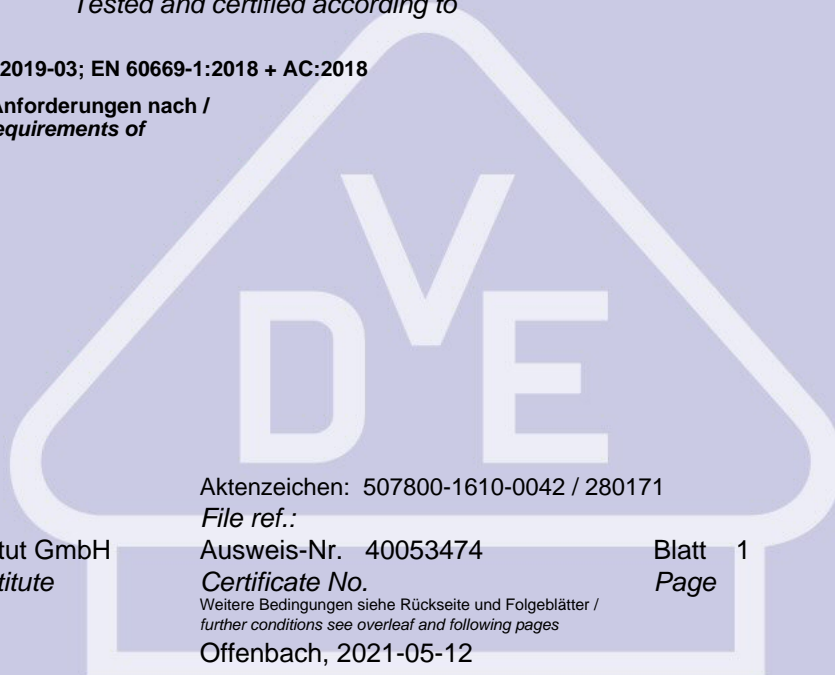 Tested and certified according to
2019-03; EN 60669-1:2018 + AC:2018
Anforderungen nach /
equirements of
VDE
Aktenzeichen: 507800-1610-0042 / 280171
File ref.:
tut GmbH Ausweis-Nr. 40053474 Blatt 1
titute Certificate No. Page
Weitere Bedingungen siehe Rückseite und Folgeblätter /
further conditions see overleaf and following pages
Offenbach, 2021-05-12